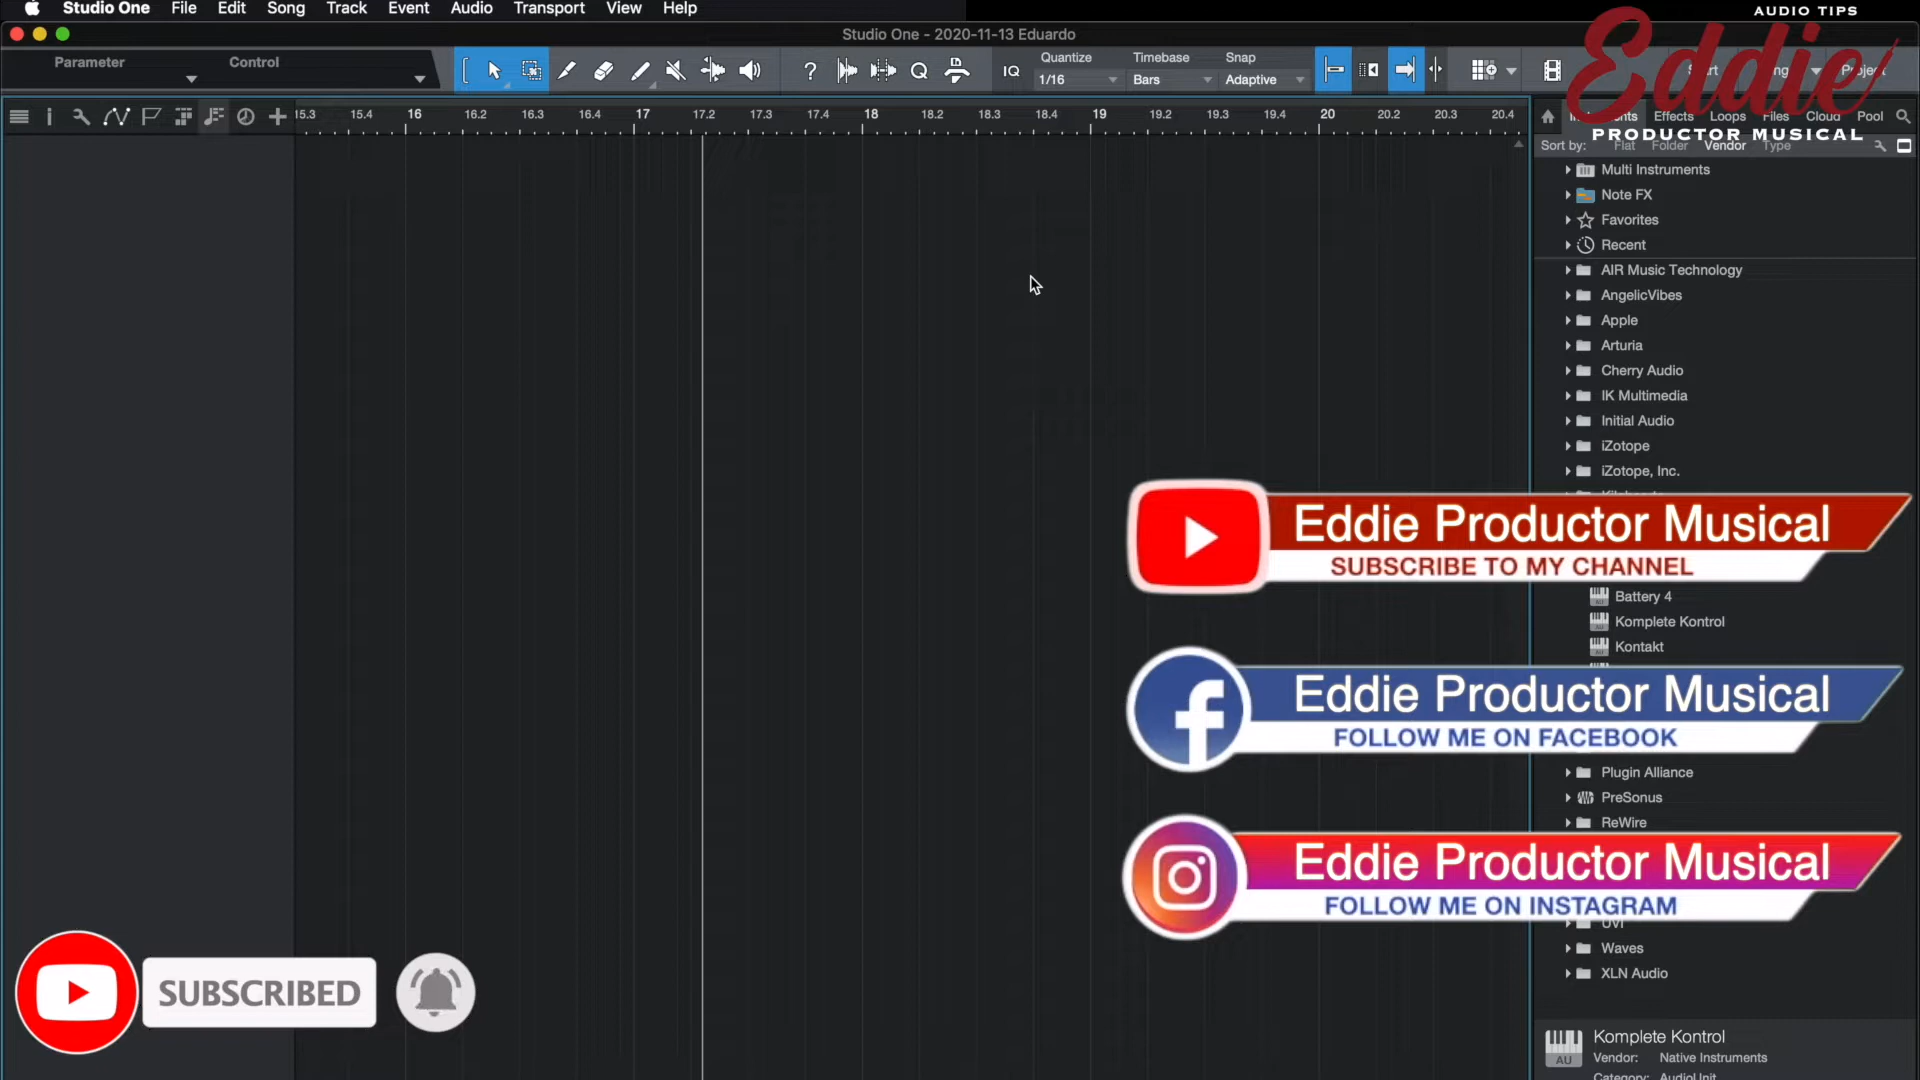 Studio One File Edit Song Track Event Audio Transport View Help
AUDIO TIPS
Studio One - 2020-11-13 Eduardo
Eddie
PRODUCTOR MUSICAL
Parameter Control
Quantize Timebase Snap
IQ 1/16 Bars Adaptive
Start Project
15.3 15.4 16 16.2 16.3 16.4 17 17.2 17.3 17.4 18 18.2 18.3 18.4 19 19.2 19.3 19.4 20 20.2 20.3 20.4
Effects Loops Files Cloud Pool
Sort by: Flat Folder Vendor Type
Multi Instruments
Note FX
Favorites
Recent
AIR Music Technology
AngelicVibes
Apple
Arturia
Cherry Audio
IK Multimedia
Initial Audio
iZotope
iZotope, Inc.
Eddie Productor Musical
SUBSCRIBE TO MY CHANNEL
Battery 4
Komplete Kontrol
Kontakt
Eddie Productor Musical
FOLLOW ME ON FACEBOOK
Plugin Alliance
PreSonus
ReWire
Eddie Productor Musical
FOLLOW ME ON INSTAGRAM
UVI
Waves
XLN Audio
SUBSCRIBED
Komplete Kontrol
AU
Vendor: Native Instruments
Category: AudioUnit